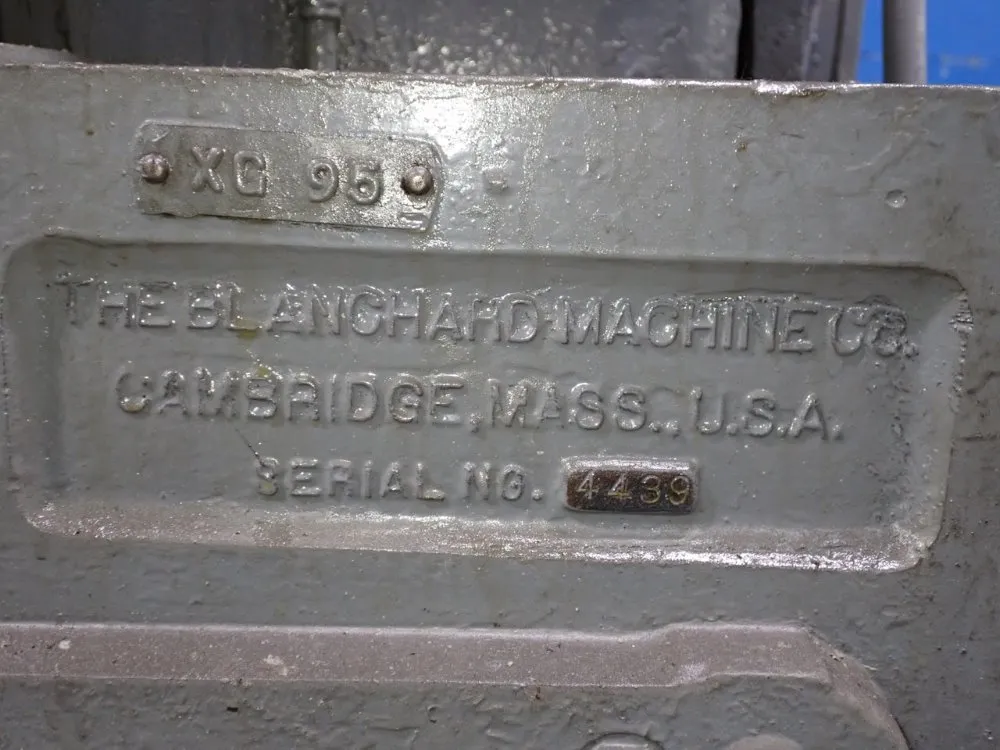 XG 95
THE BLANCHARD MACHINE CO.
CAMBRIDGE, MASS., U.S.A.
SERIAL NO. 4439